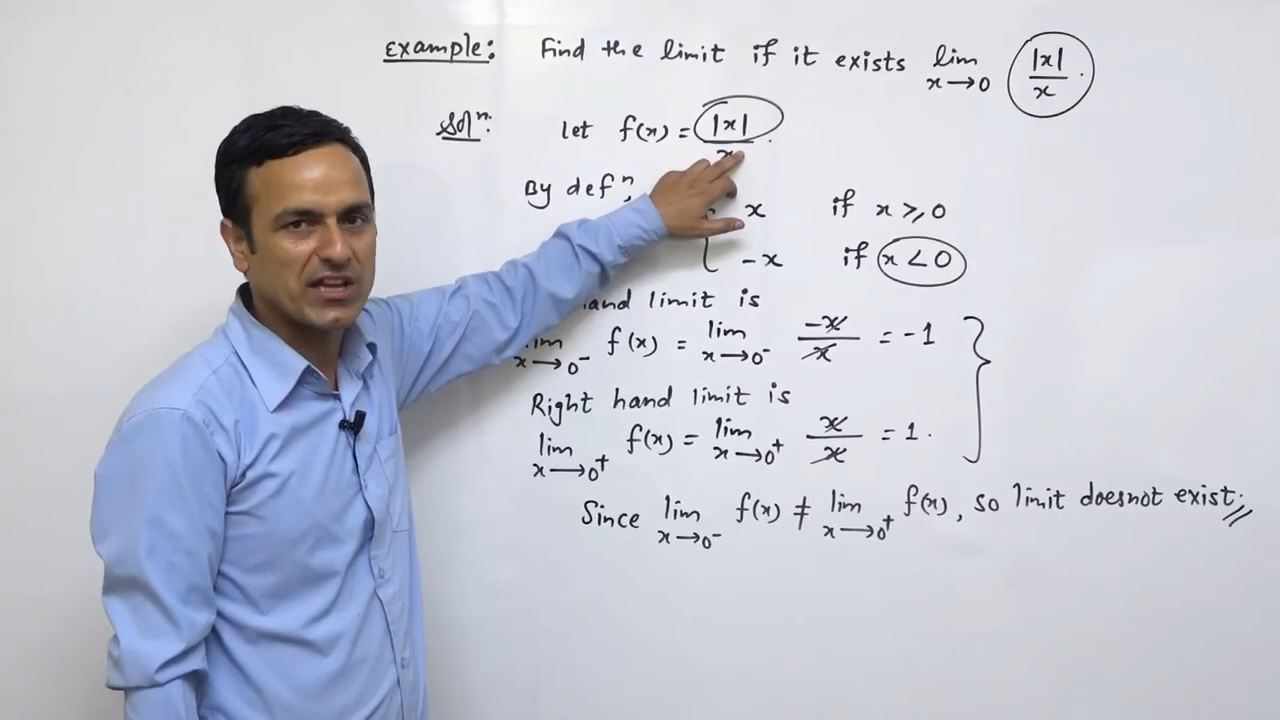 Example: Find the limit if it exists lim x→0 |x|/x .
Solⁿ: let f(x) = |x|/x .
By defⁿ,
{ x if x ⩾ 0
-x if x < 0
hand limit is
lim x→0⁻ f(x) = lim x→0⁻ -x/x = -1 }
Right hand limit is
lim x→0⁺ f(x) = lim x→0⁺ x/x = 1.
Since lim x→0⁻ f(x) ≠ lim x→0⁺ f(x), so limit doesnot exist.